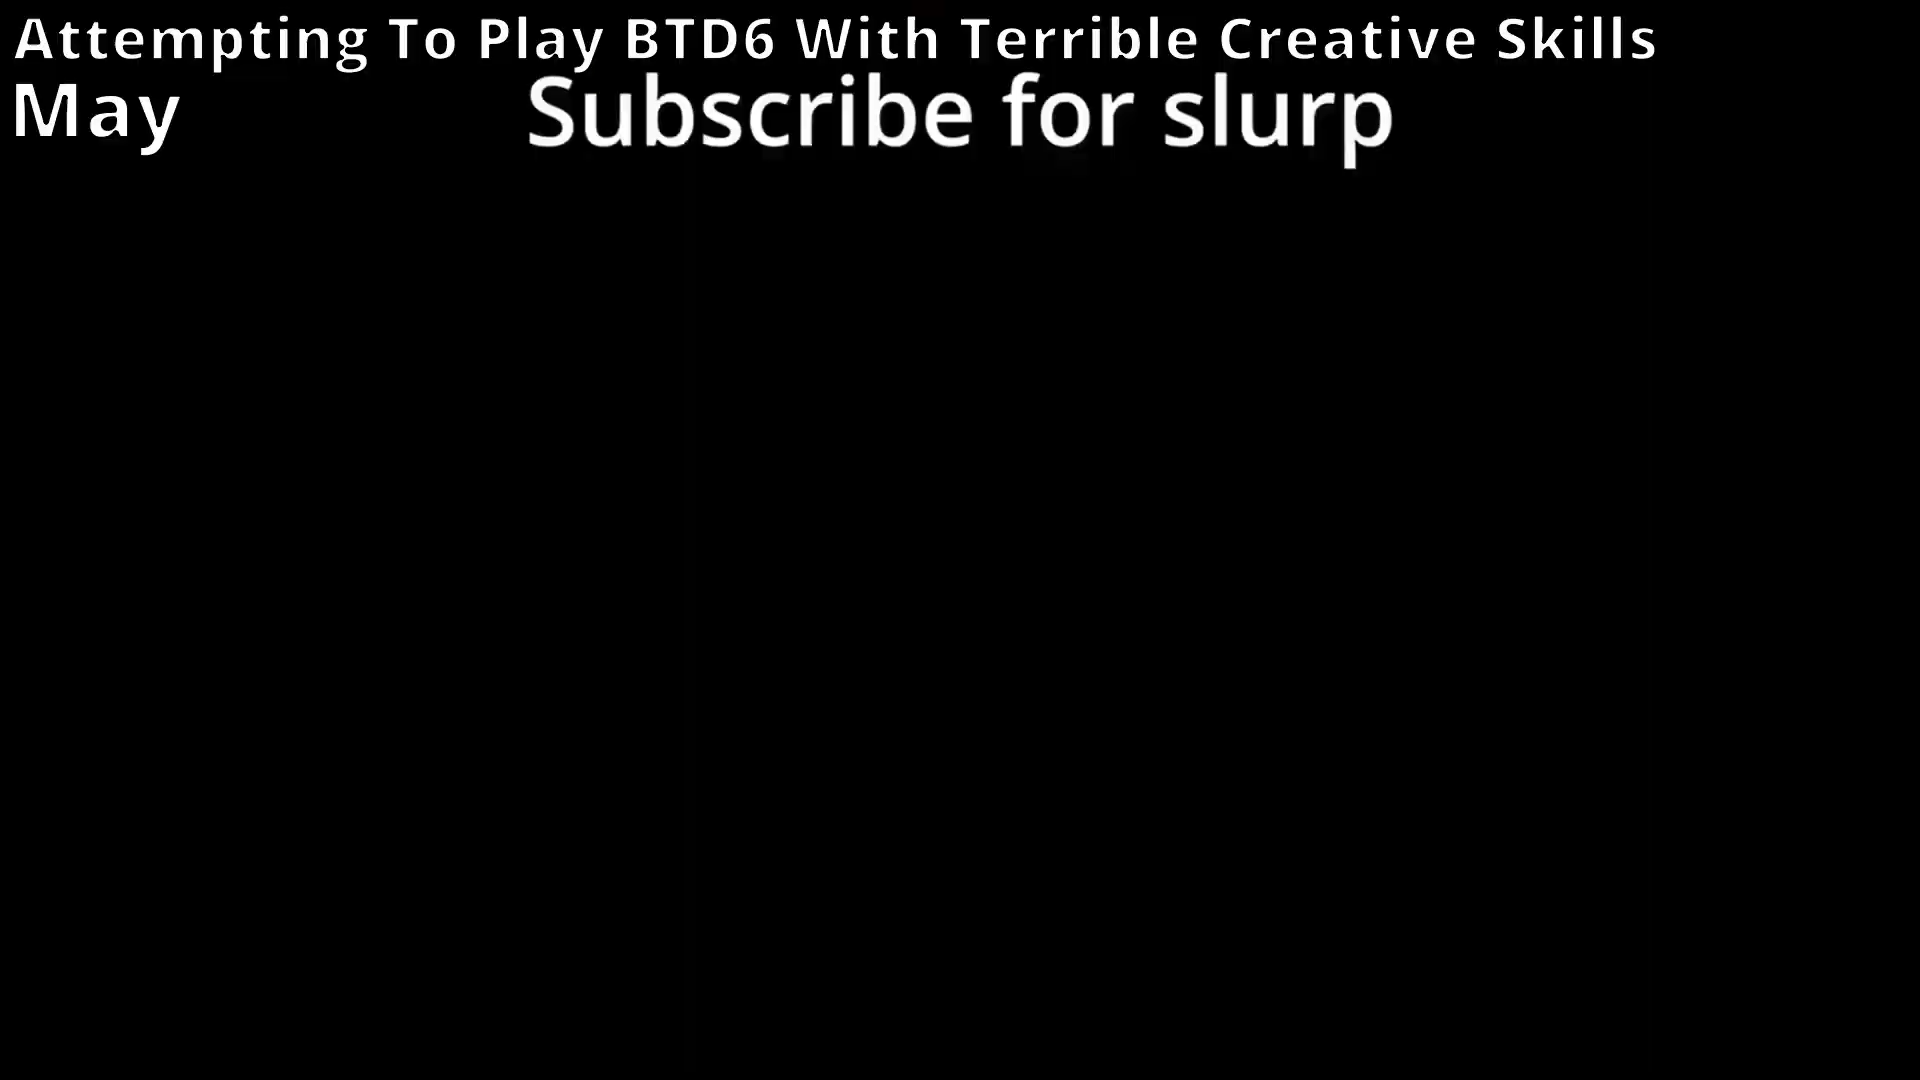 Attempting To Play BTD6 With Terrible Creative Skills
May
Subscribe for slurp